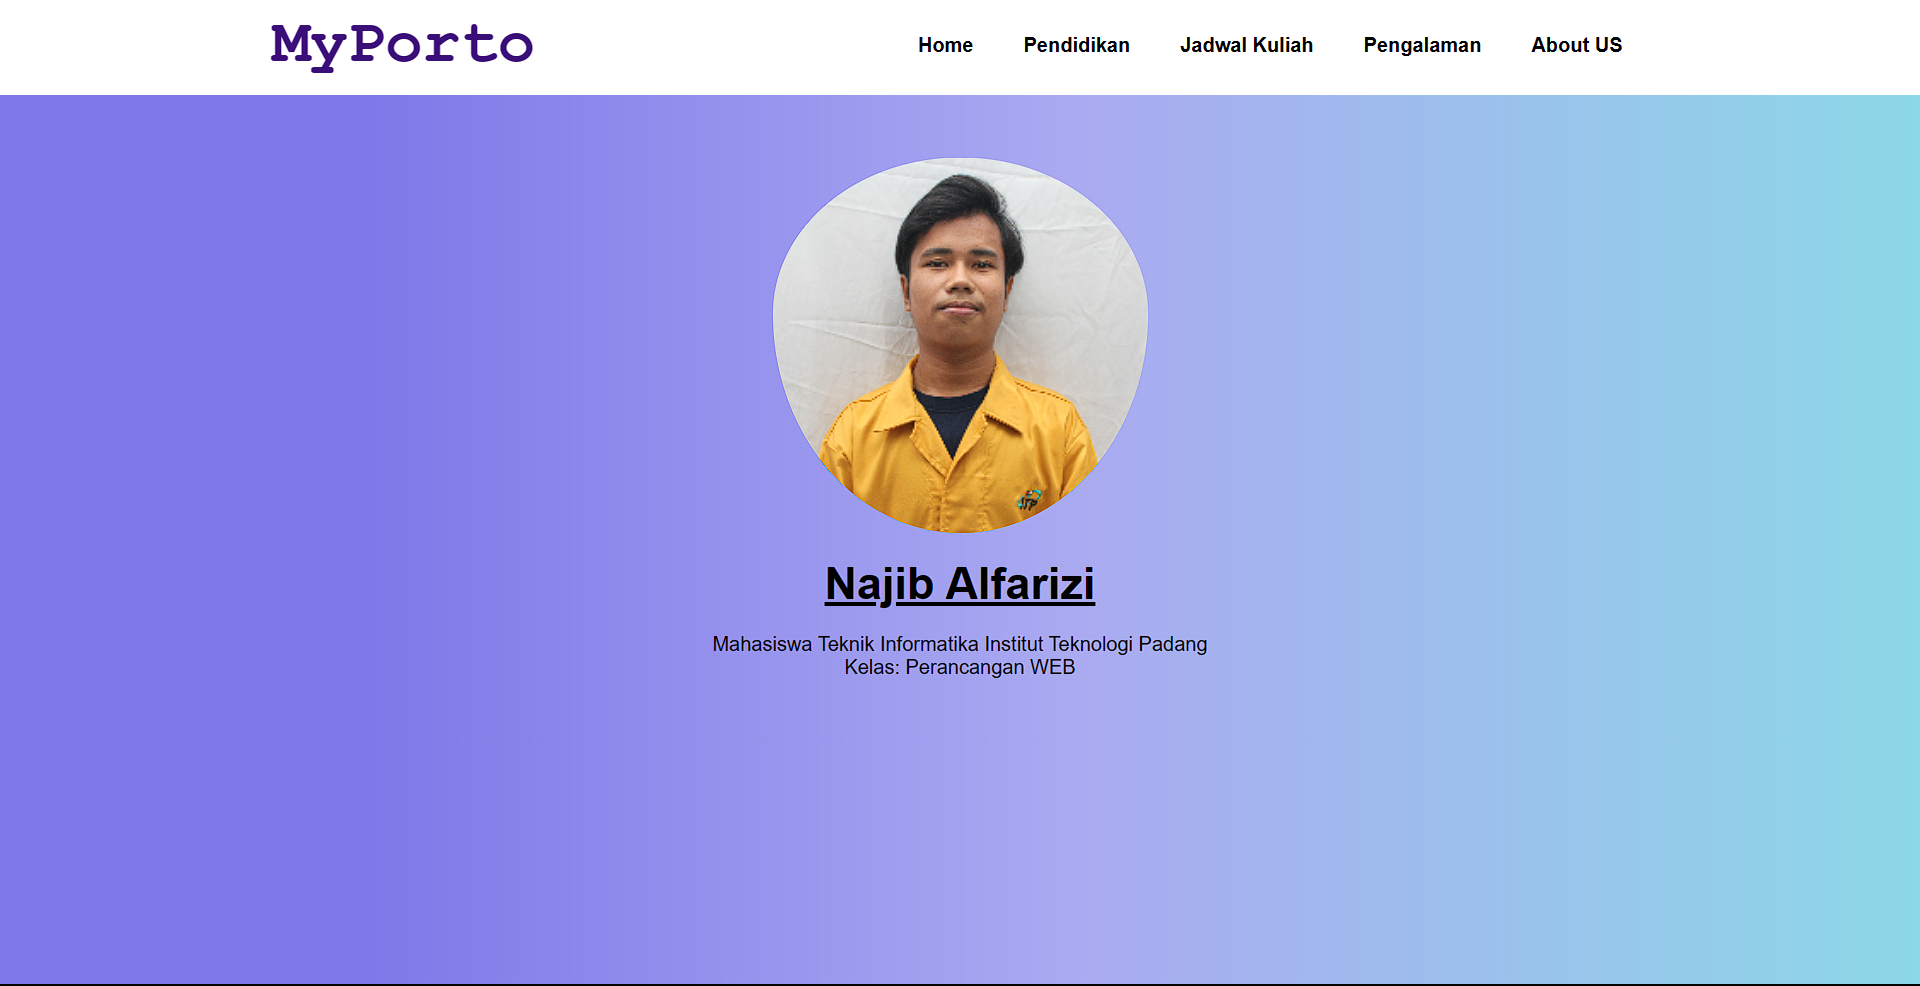 MyPorto
Home Pendidikan Jadwal Kuliah Pengalaman About US
Najib Alfarizi
Mahasiswa Teknik Informatika Institut Teknologi Padang
Kelas: Perancangan WEB